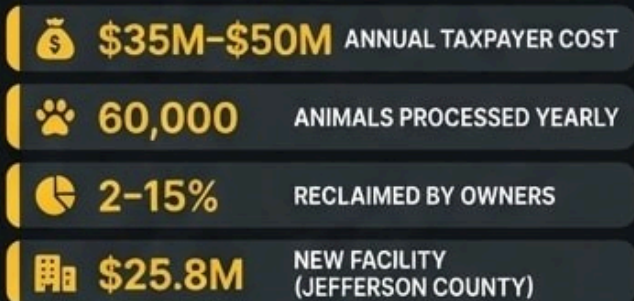 $35M–$50M ANNUAL TAXPAYER COST
60,000 ANIMALS PROCESSED YEARLY
2–15% RECLAIMED BY OWNERS
$25.8M NEW FACILITY
(JEFFERSON COUNTY)